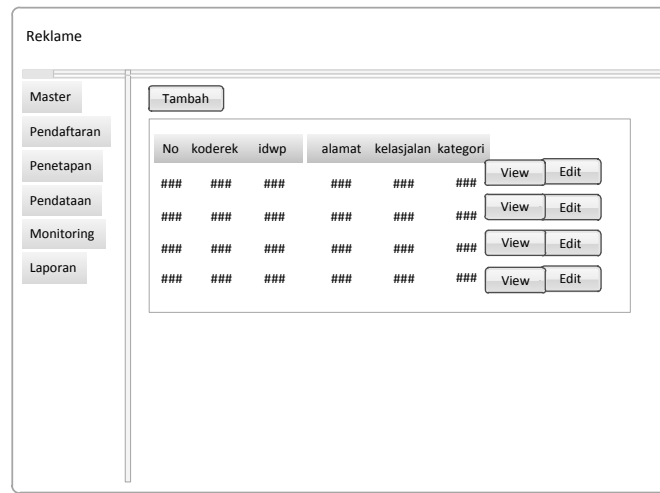 Reklame
Master
Pendaftaran
Penetapan
Pendataan
Monitoring
Laporan
Tambah
No koderek idwp alamat kelasjalan kategori
### ### ### ### ### ### View Edit
### ### ### ### ### ### View Edit
### ### ### ### ### ### View Edit
### ### ### ### ### ### View Edit